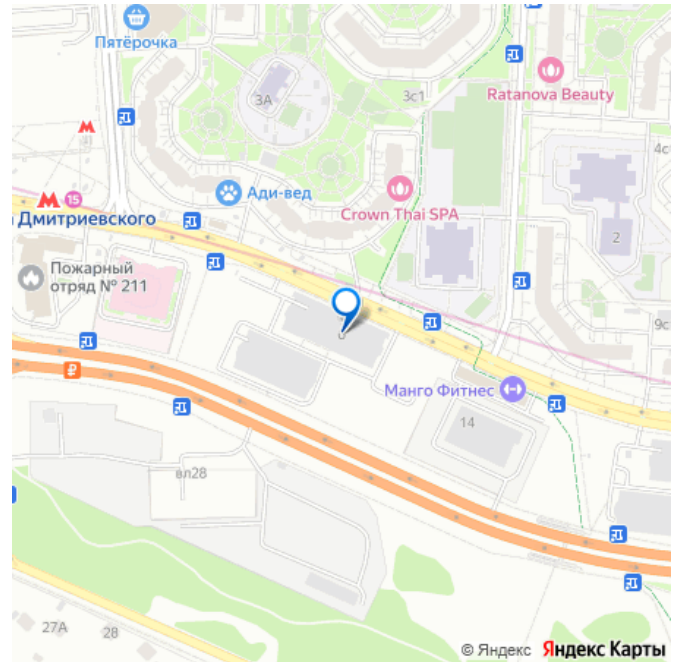 Пятёрочка
3А
3с1
Ratanova Beauty
4с
15
Дмитриевского
Ади-вед
Crown Thai SPA
2
Пожарный
отряд № 211
9с
Манго Фитнес
14
вл28
27А
28
© Яндекс Яндекс Карты